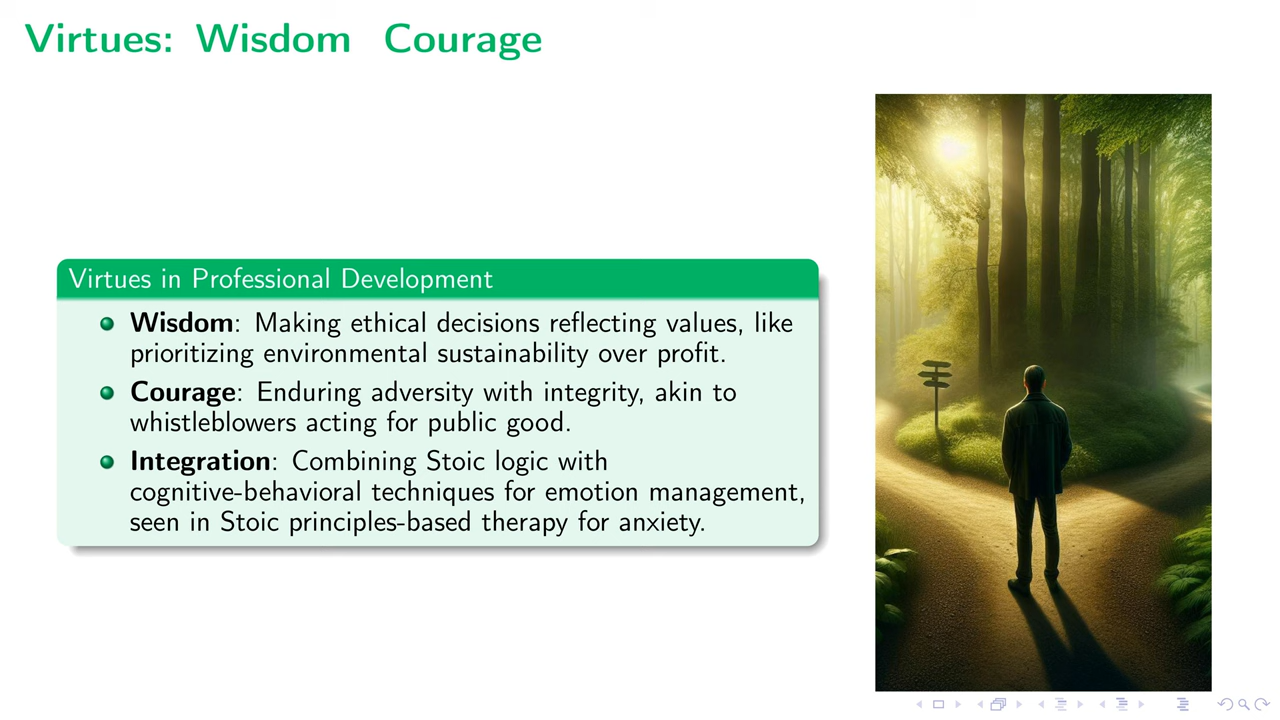 Virtues: Wisdom Courage
Virtues in Professional Development
Wisdom: Making ethical decisions reflecting values, like
prioritizing environmental sustainability over profit.
Courage: Enduring adversity with integrity, akin to
whistleblowers acting for public good.
Integration: Combining Stoic logic with
cognitive-behavioral techniques for emotion management,
seen in Stoic principles-based therapy for anxiety.